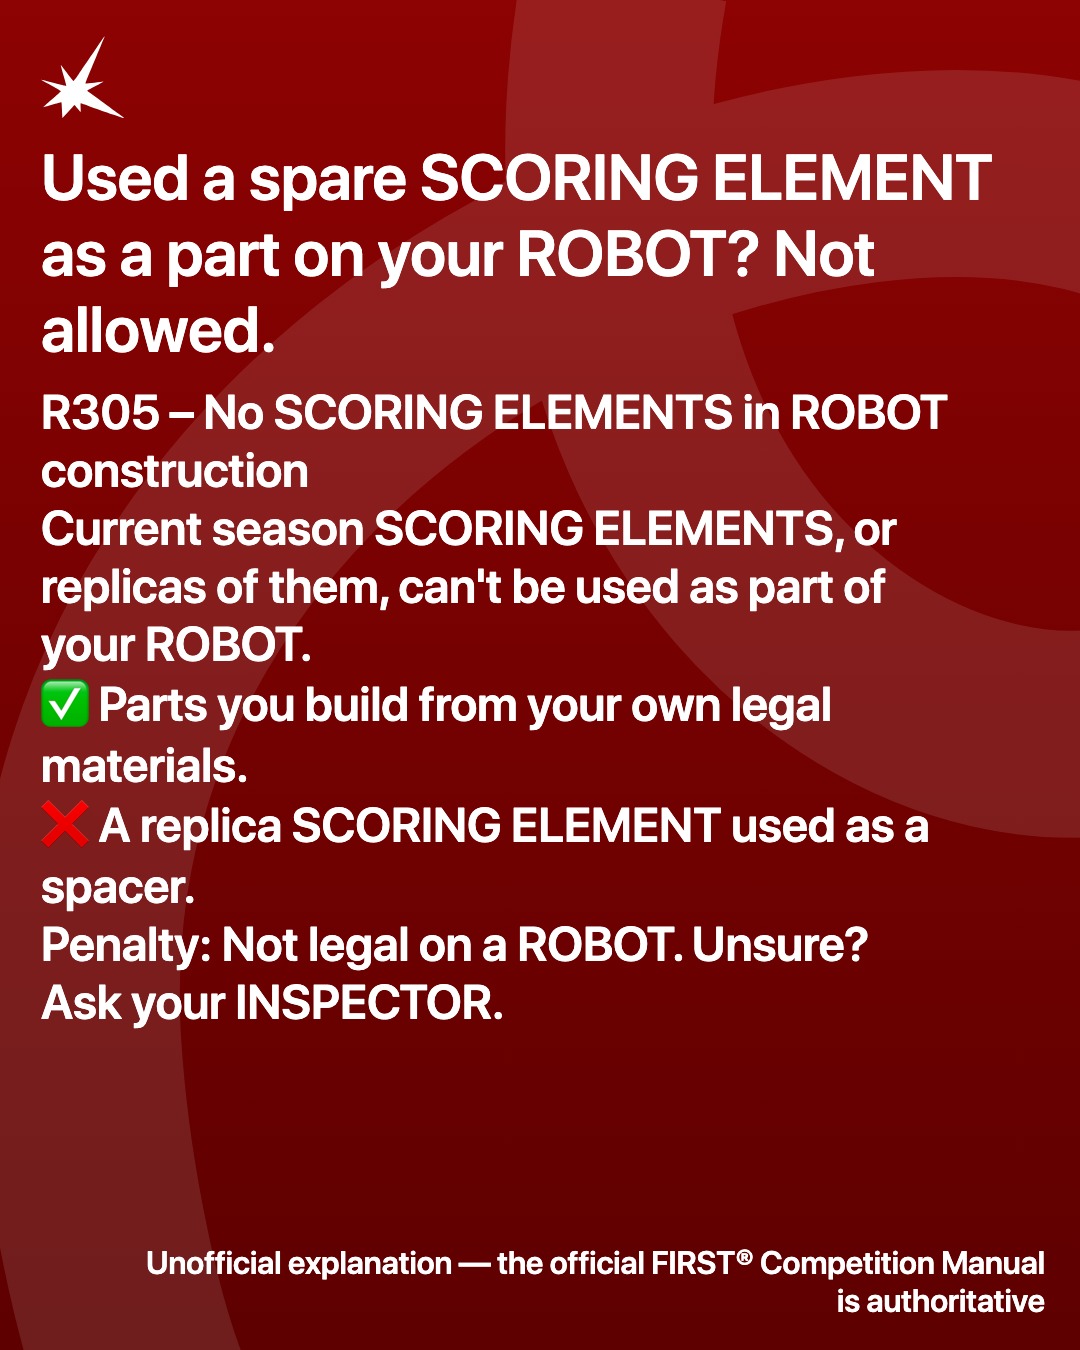 Used a spare SCORING ELEMENT
as a part on your ROBOT? Not
allowed.
R305 – No SCORING ELEMENTS in ROBOT
construction
Current season SCORING ELEMENTS, or
replicas of them, can't be used as part of
your ROBOT.
✅ Parts you build from your own legal
materials.
❌ A replica SCORING ELEMENT used as a
spacer.
Penalty: Not legal on a ROBOT. Unsure?
Ask your INSPECTOR.
Unofficial explanation — the official FIRST® Competition Manual
is authoritative